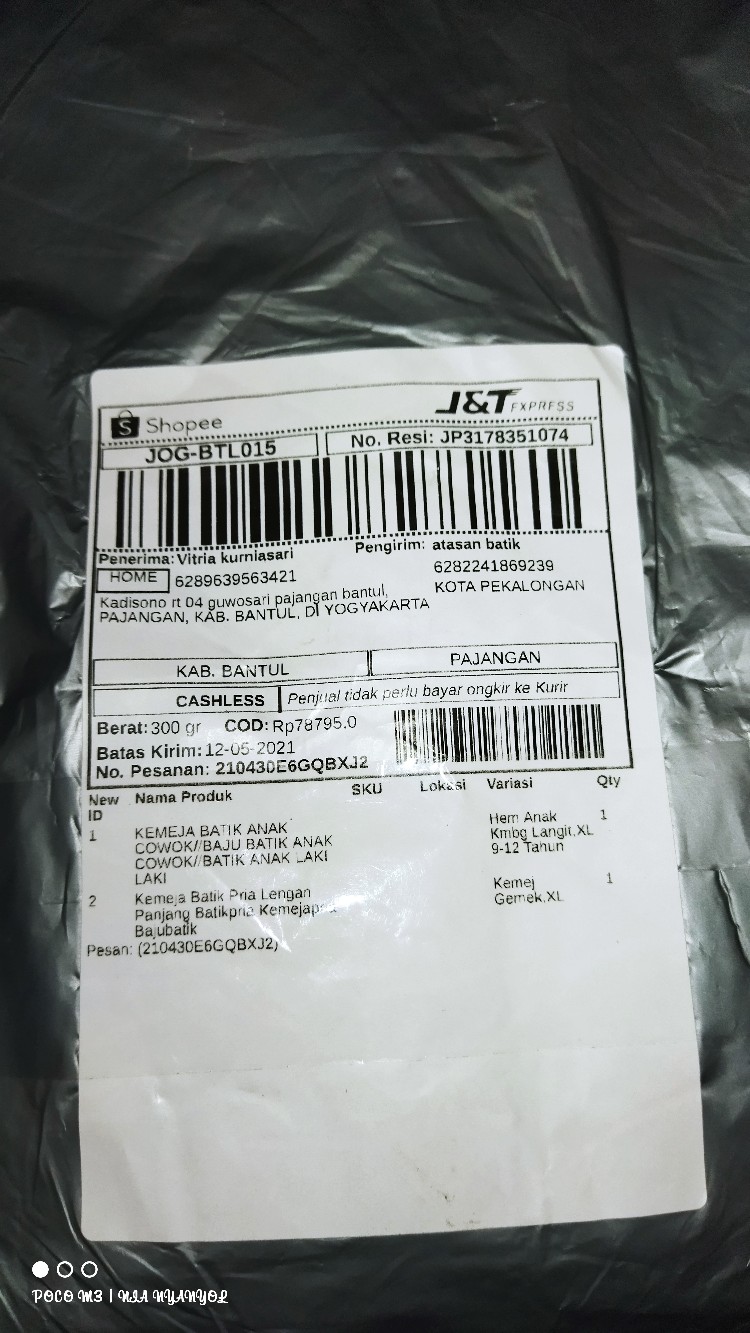 Shopee
J&T EXPRESS
JOG-BTL015
No. Resi: JP3178351074
Penerima: Vitria kurniasari
HOME 6289639563421
Kadisono rt 04 guwosari pajangan bantul,
PAJANGAN, KAB. BANTUL, DI YOGYAKARTA
Pengirim: atasan batik
6282241869239
KOTA PEKALONGAN
KAB. BANTUL
PAJANGAN
CASHLESS
Penjual tidak perlu bayar ongkir ke Kurir
Berat: 300 gr COD: Rp78795.0
Batas Kirim: 12-05-2021
No. Pesanan: 210430E6GQBXJ2
New ID Nama Produk SKU Lokasi Variasi Qty
1 KEMEJA BATIK ANAK Hem Anak 1
COWOK//BAJU BATIK ANAK Kmbg Langit,XL
COWOK//BATIK ANAK LAKI 9-12 Tahun
LAKI
2 Kemeja Batik Pria Lengan Kemej 1
Panjang Batikpria Gemek,XL
Bajubatik
Pesan: (210430E6GQBXJ2)
POCO M3 | NIA NYANYOL